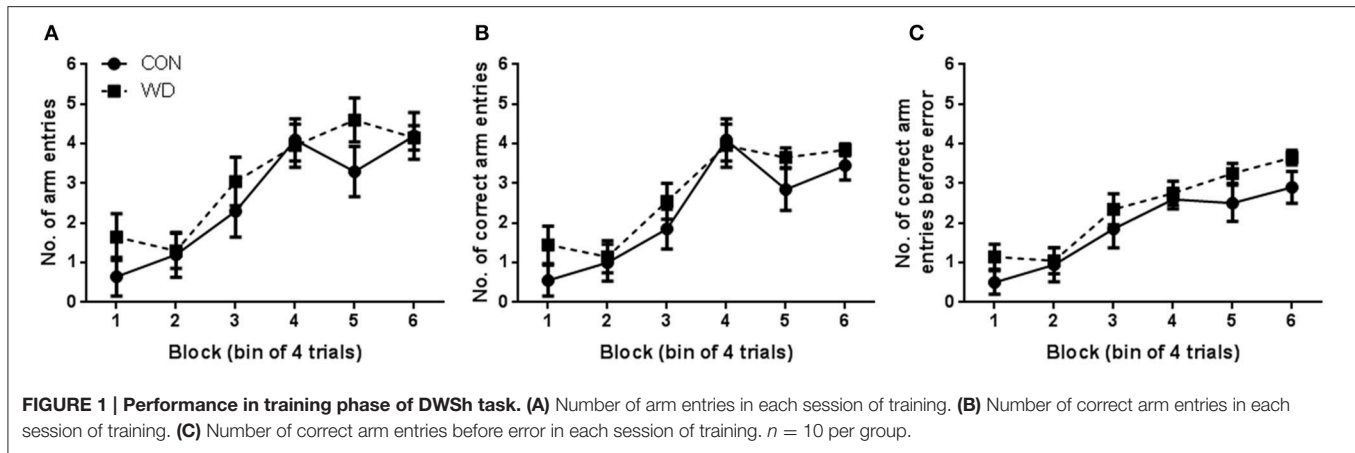 A
B
C
CON
WD
No. of arm entries
6
5
4
3
2
1
0
1 2 3 4 5 6
Block (bin of 4 trials)
No. of correct arm entries
6
5
4
3
2
1
0
1 2 3 4 5 6
Block (bin of 4 trials)
No. of correct arm
entries before error
6
5
4
3
2
1
0
1 2 3 4 5 6
Block (bin of 4 trials)
FIGURE 1 | Performance in training phase of DWSh task. (A) Number of arm entries in each session of training. (B) Number of correct arm entries in each
session of training. (C) Number of correct arm entries before error in each session of training. n = 10 per group.